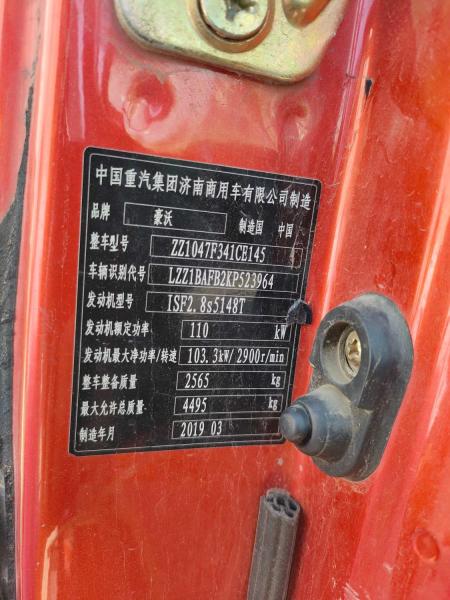 中国重汽集团济南商用车有限公司制造
品牌 豪沃 制造国 中国
整车型号 ZZ1047F341CE145
车辆识别代号 LZZ1BAFB2KP523964
发动机型号 ISF2.8s5148T
发动机额定功率 110 kW
发动机最大净功率/转速 103.3kW/2900r/min
整车整备质量 2565 kg
最大允许总质量 4495 kg
制造年月 2019 03